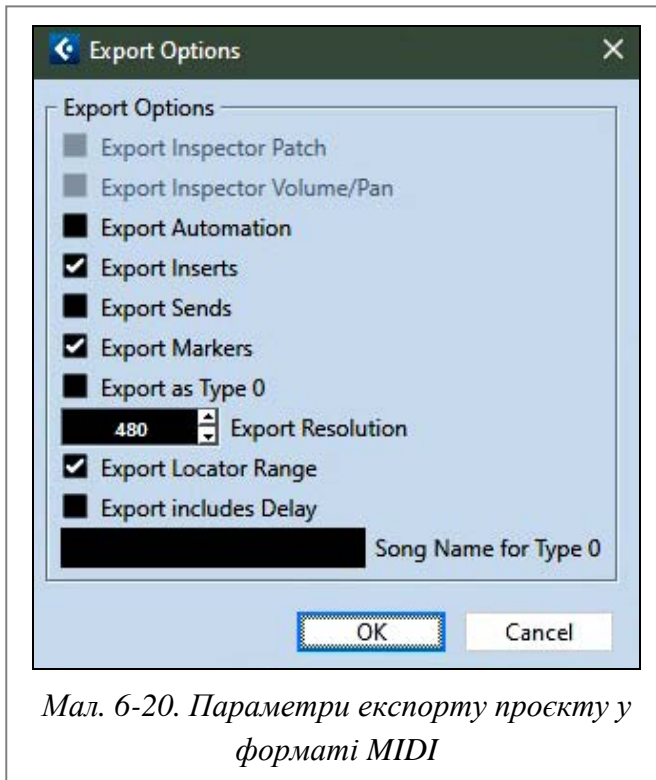 Export Options
Export Options
Export Inspector Patch
Export Inspector Volume/Pan
Export Automation
Export Inserts
Export Sends
Export Markers
Export as Type 0
480 Export Resolution
Export Locator Range
Export includes Delay
Song Name for Type 0
OK Cancel
Мал. 6-20. Параметри експорту проєкту у
форматі MIDI